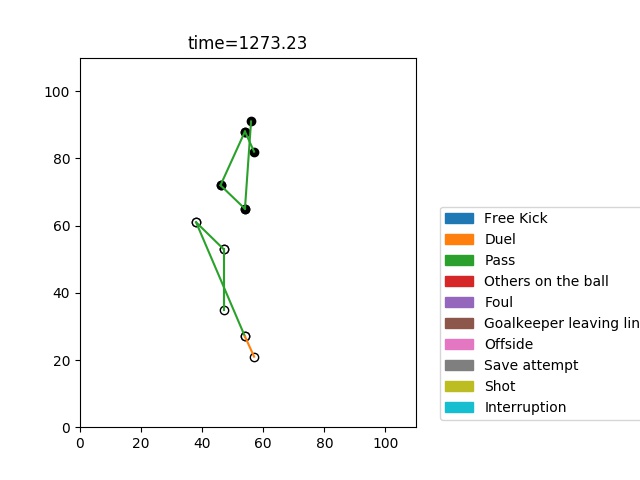 time=1273.23
100
80
60
40
20
0
0 20 40 60 80 100
Free Kick
Duel
Pass
Others on the ball
Foul
Goalkeeper leaving lin
Offside
Save attempt
Shot
Interruption